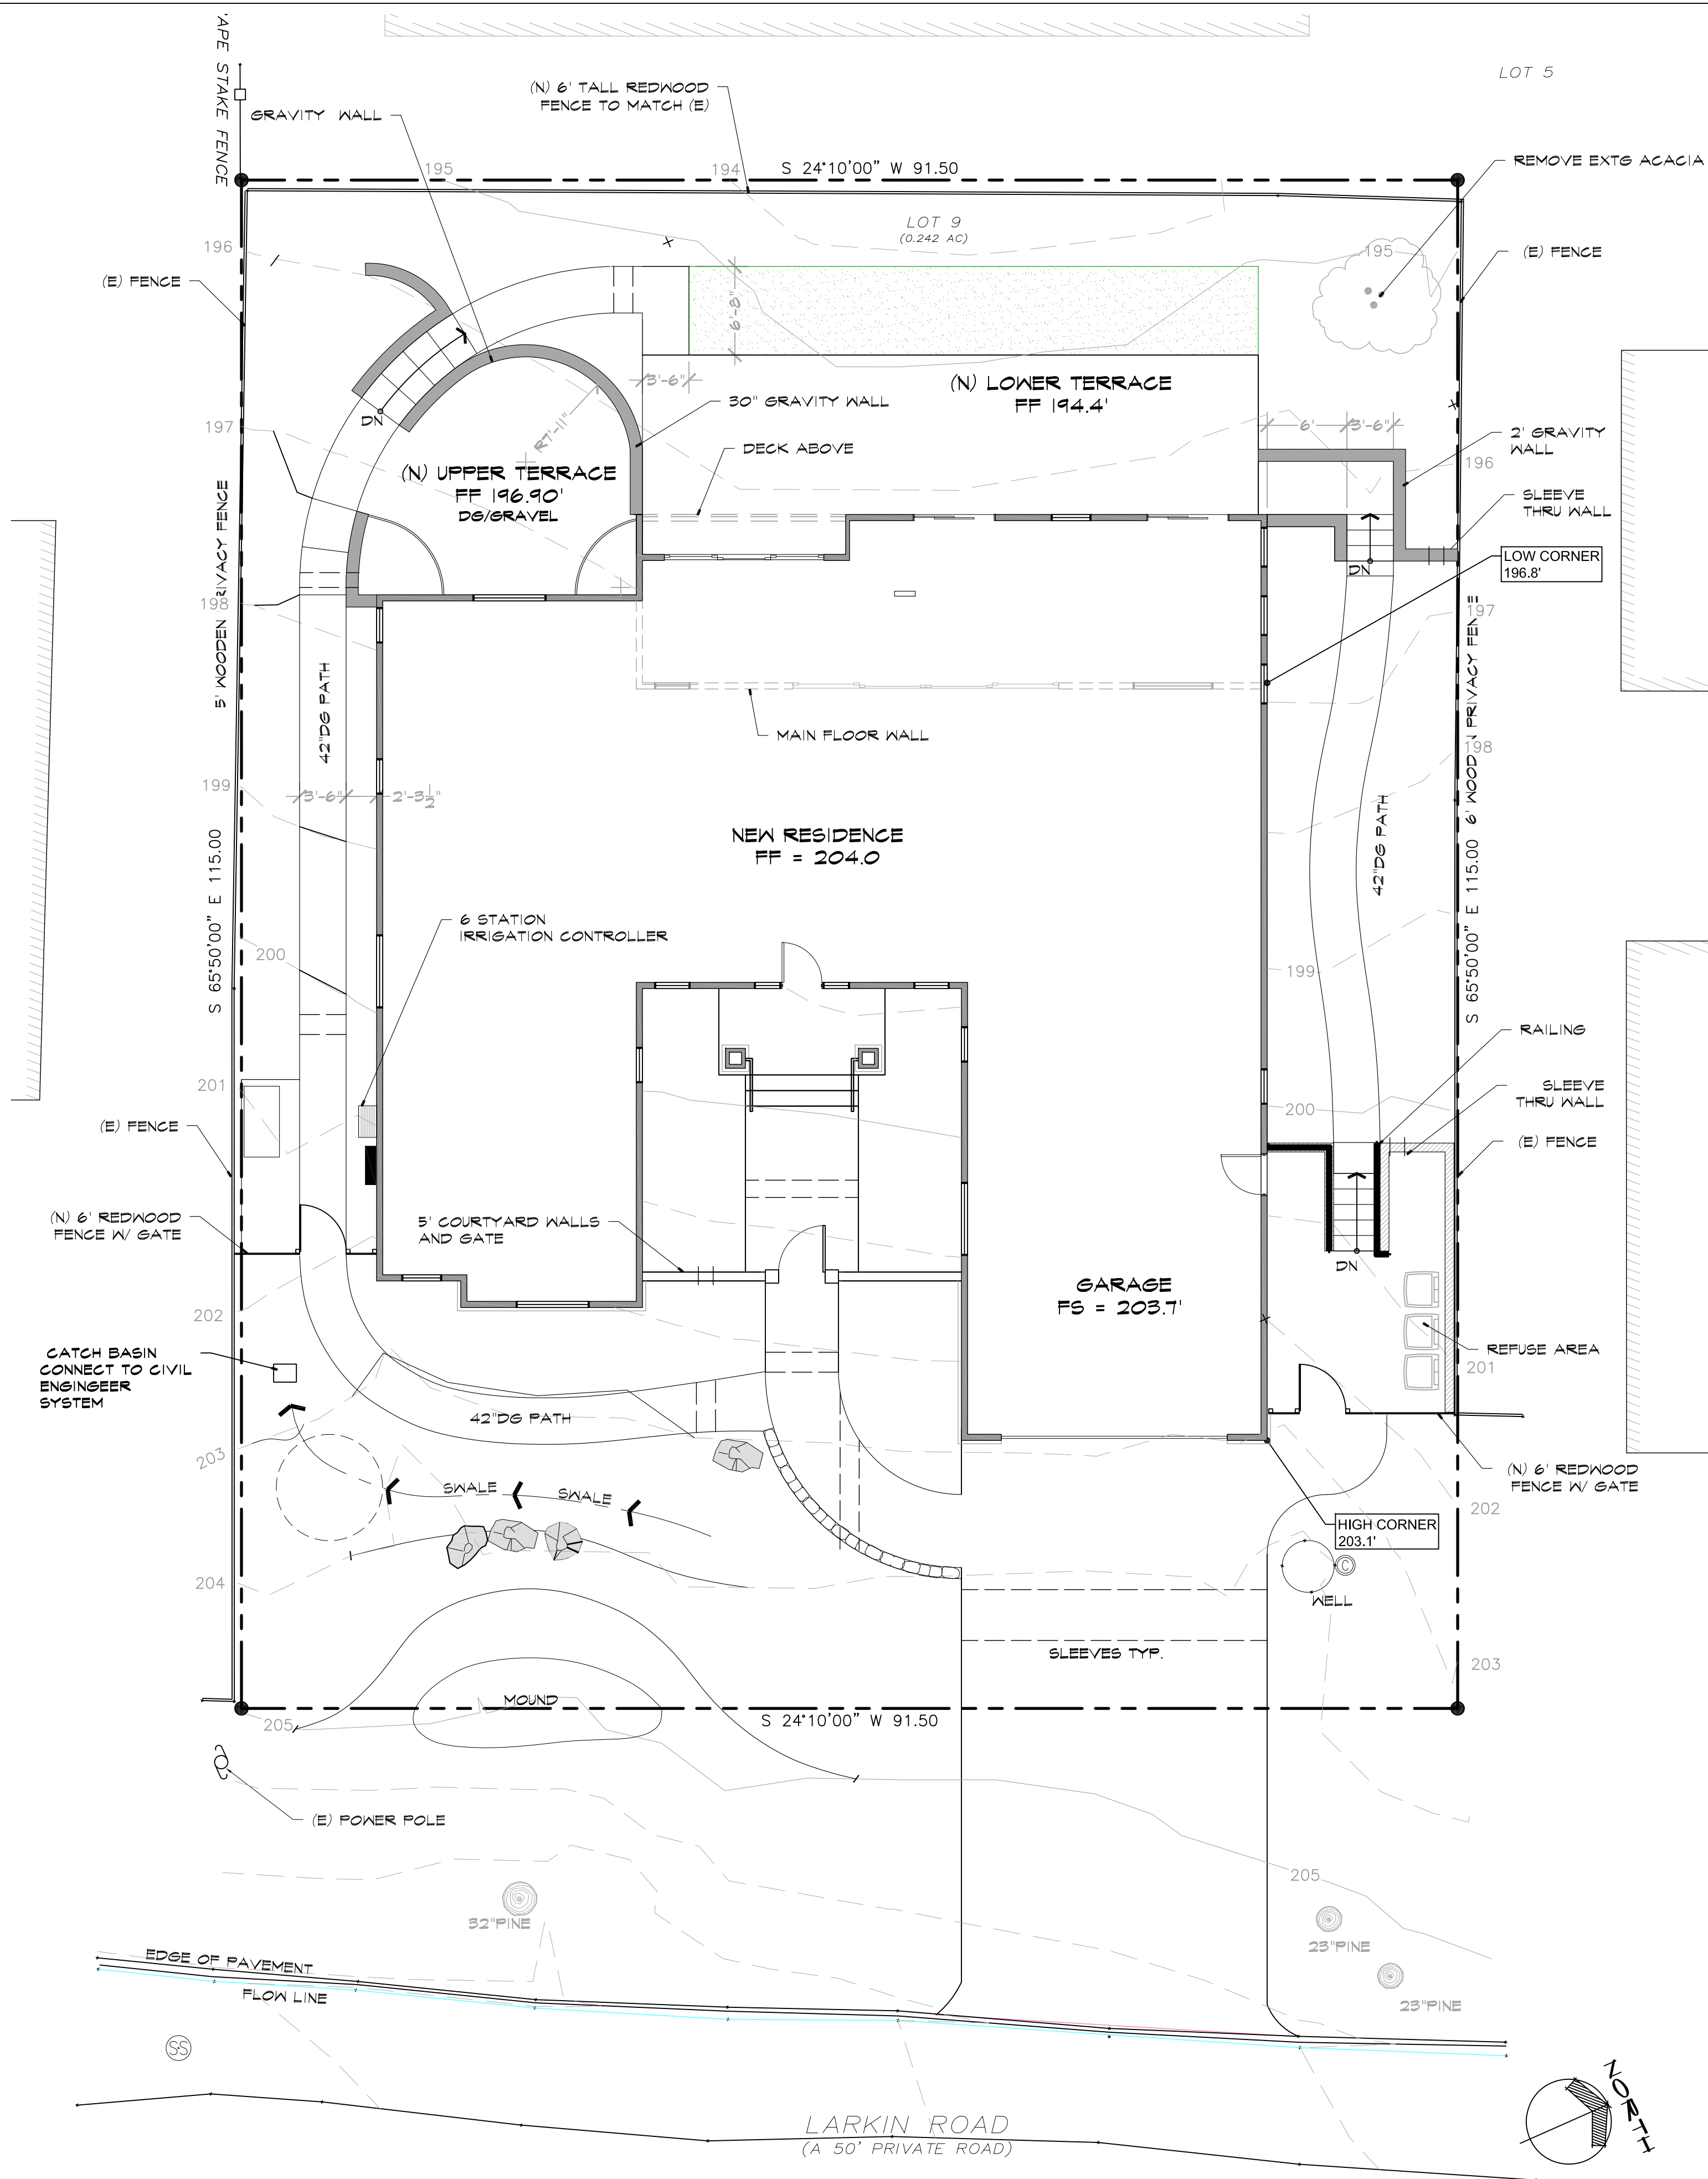 LOT 5
'APE STAKE FENCE
(N) 6' TALL REDWOOD
FENCE TO MATCH (E)
GRAVITY WALL
195
194
S 24°10'00" W 91.50
REMOVE EXTG ACACIA
LOT 9
(0.242 AC)
196
195
(E) FENCE
(E) FENCE
6'-8"
3'-6"
(N) LOWER TERRACE
FF 194.4'
30" GRAVITY WALL
DN
R7'-11"
197
6'
3'-6"
2' GRAVITY
WALL
DECK ABOVE
196
(N) UPPER TERRACE
FF 196.90'
DG/GRAVEL
SLEEVE
THRU WALL
5' WOODEN PRIVACY FENCE
LOW CORNER
196.8'
DN
198
197
42"DG PATH
MAIN FLOOR WALL
6' WOODEN PRIVACY FENE
198
199
3'-6"
2'-3½"
42"DG PATH
NEW RESIDENCE
FF = 204.0
S 65°50'00" E 115.00
S 65°50'00" E 115.00
6 STATION
IRRIGATION CONTROLLER
200
199
RAILING
201
SLEEVE
THRU WALL
200
(E) FENCE
(E) FENCE
(N) 6' REDWOOD
FENCE W/ GATE
5' COURTYARD WALLS
AND GATE
DN
GARAGE
FS = 203.7'
202
CATCH BASIN
CONNECT TO CIVIL
ENGINGEER
SYSTEM
REFUSE AREA
201
42"DG PATH
203
SWALE
SWALE
(N) 6' REDWOOD
FENCE W/ GATE
202
HIGH CORNER
203.1'
C
WELL
204
SLEEVES TYP.
203
MOUND
205
S 24°10'00" W 91.50
(E) POWER POLE
205
32"PINE
23"PINE
23"PINE
EDGE OF PAVEMENT
FLOW LINE
SS
LARKIN ROAD
(A 50' PRIVATE ROAD)
NORTH